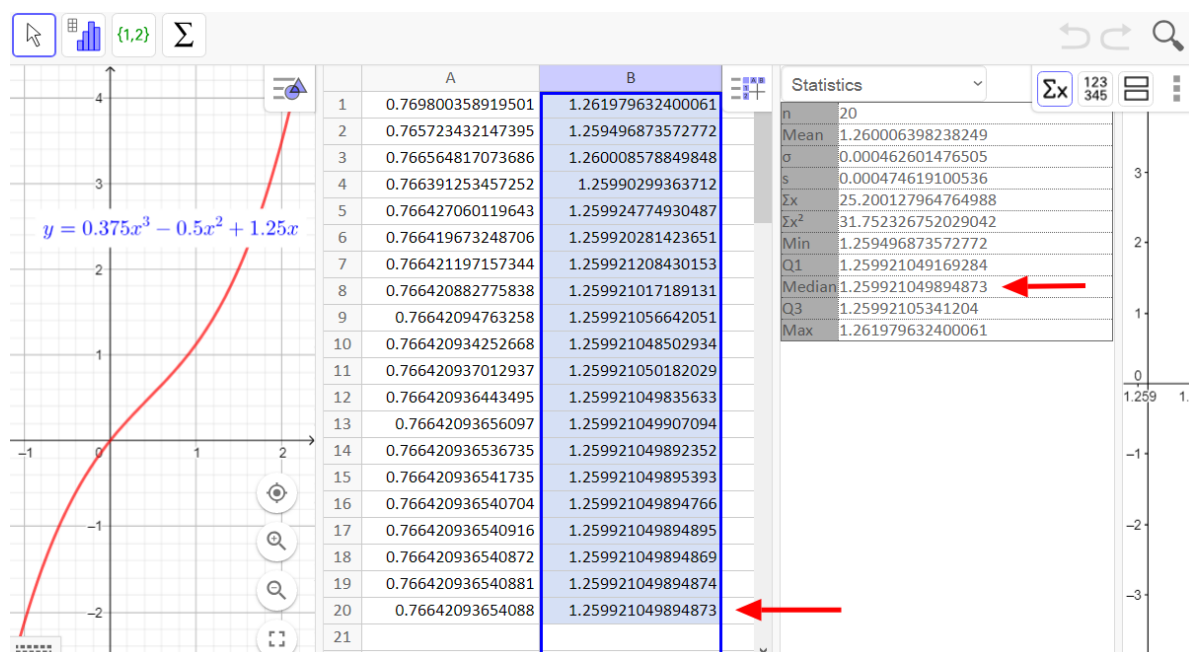 {1,2} Σ
Σx 123 345
y = 0.375x³ − 0.5x² + 1.25x
4
3
2
1
−1 0 1 2
−1
−2
A B
1 0.769800358919501 1.261979632400061
2 0.765723432147395 1.259496873572772
3 0.766564817073686 1.260008578849848
4 0.766391253457252 1.25990299363712
5 0.766427060119643 1.259924774930487
6 0.766419673248706 1.259920281423651
7 0.766421197157344 1.259921208430153
8 0.766420882775838 1.259921017189131
9 0.76642094763258 1.259921056642051
10 0.766420934252668 1.259921048502934
11 0.766420937012937 1.259921050182029
12 0.766420936443495 1.259921049835633
13 0.76642093656097 1.259921049907094
14 0.76642093653​6735 1.259921049892352
15 0.766420936541735 1.259921049895393
16 0.766420936540704 1.259921049894766
17 0.766420936540916 1.259921049894895
18 0.766420936540872 1.259921049894869
19 0.766420936540881 1.259921049894874
20 0.76642093654088 1.259921049894873
21
Statistics
n 20
Mean 1.260006398238249
σ 0.000462601476505
s 0.000474619100536
Σx 25.200127964764988
Σx² 31.752326752029042
Min 1.259496873572772
Q1 1.259921049169284
Median 1.259921049894873
Q3 1.25992105341204
Max 1.261979632400061
3
2
1
0
1.259 1.
−1
−2
−3